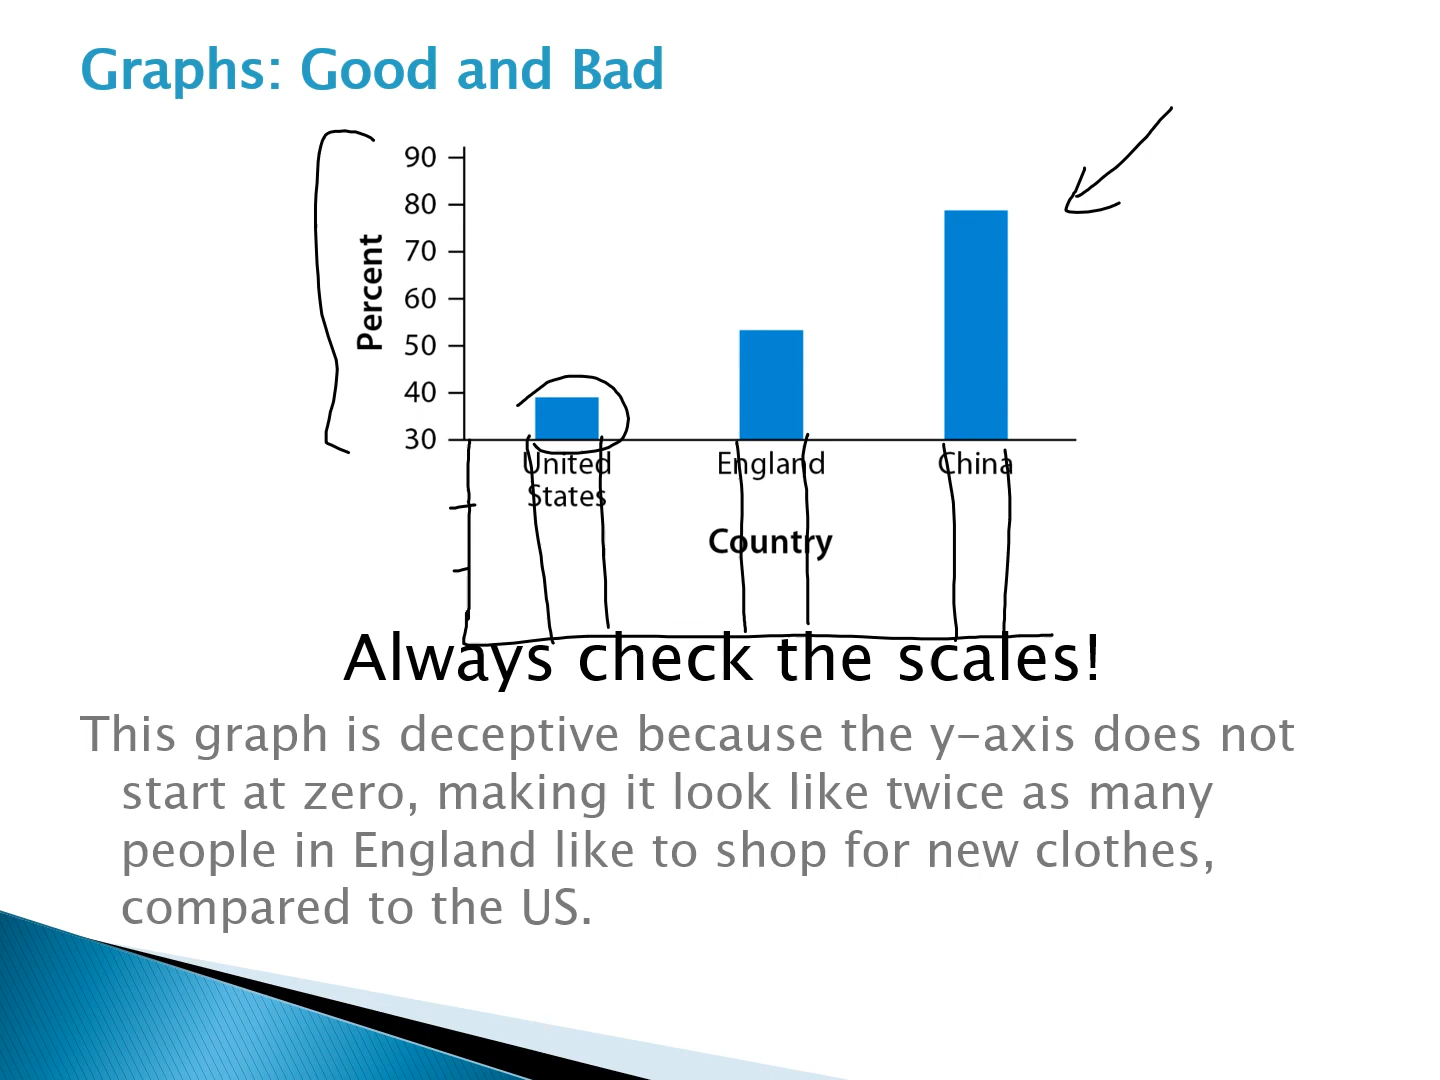 Graphs: Good and Bad
90
80
70
60
50
40
30
Percent
United
States
England
China
Country
Always check the scales!
This graph is deceptive because the y-axis does not
start at zero, making it look like twice as many
people in England like to shop for new clothes,
compared to the US.